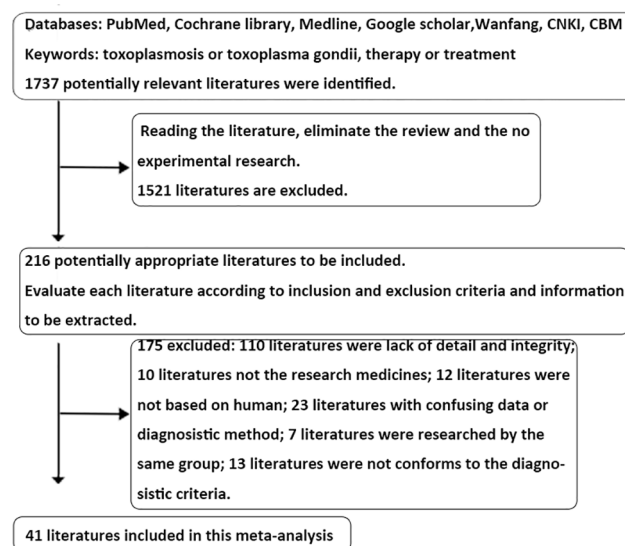 Databases: PubMed, Cochrane library, Medline, Google scholar,Wanfang, CNKI, CBM
Keywords: toxoplasmosis or toxoplasma gondii, therapy or treatment
1737 potentially relevant literatures were identified.
Reading the literature, eliminate the review and the no
experimental research.
1521 literatures are excluded.
216 potentially appropriate literatures to be included.
Evaluate each literature according to inclusion and exclusion criteria and information
to be extracted.
175 excluded: 110 literatures were lack of detail and integrity;
10 literatures not the research medicines; 12 literatures were
not based on human; 23 literatures with confusing data or
diagnosistic method; 7 literatures were researched by the
same group; 13 literatures were not conforms to the diagno-
sistic criteria.
41 literatures included in this meta-analysis